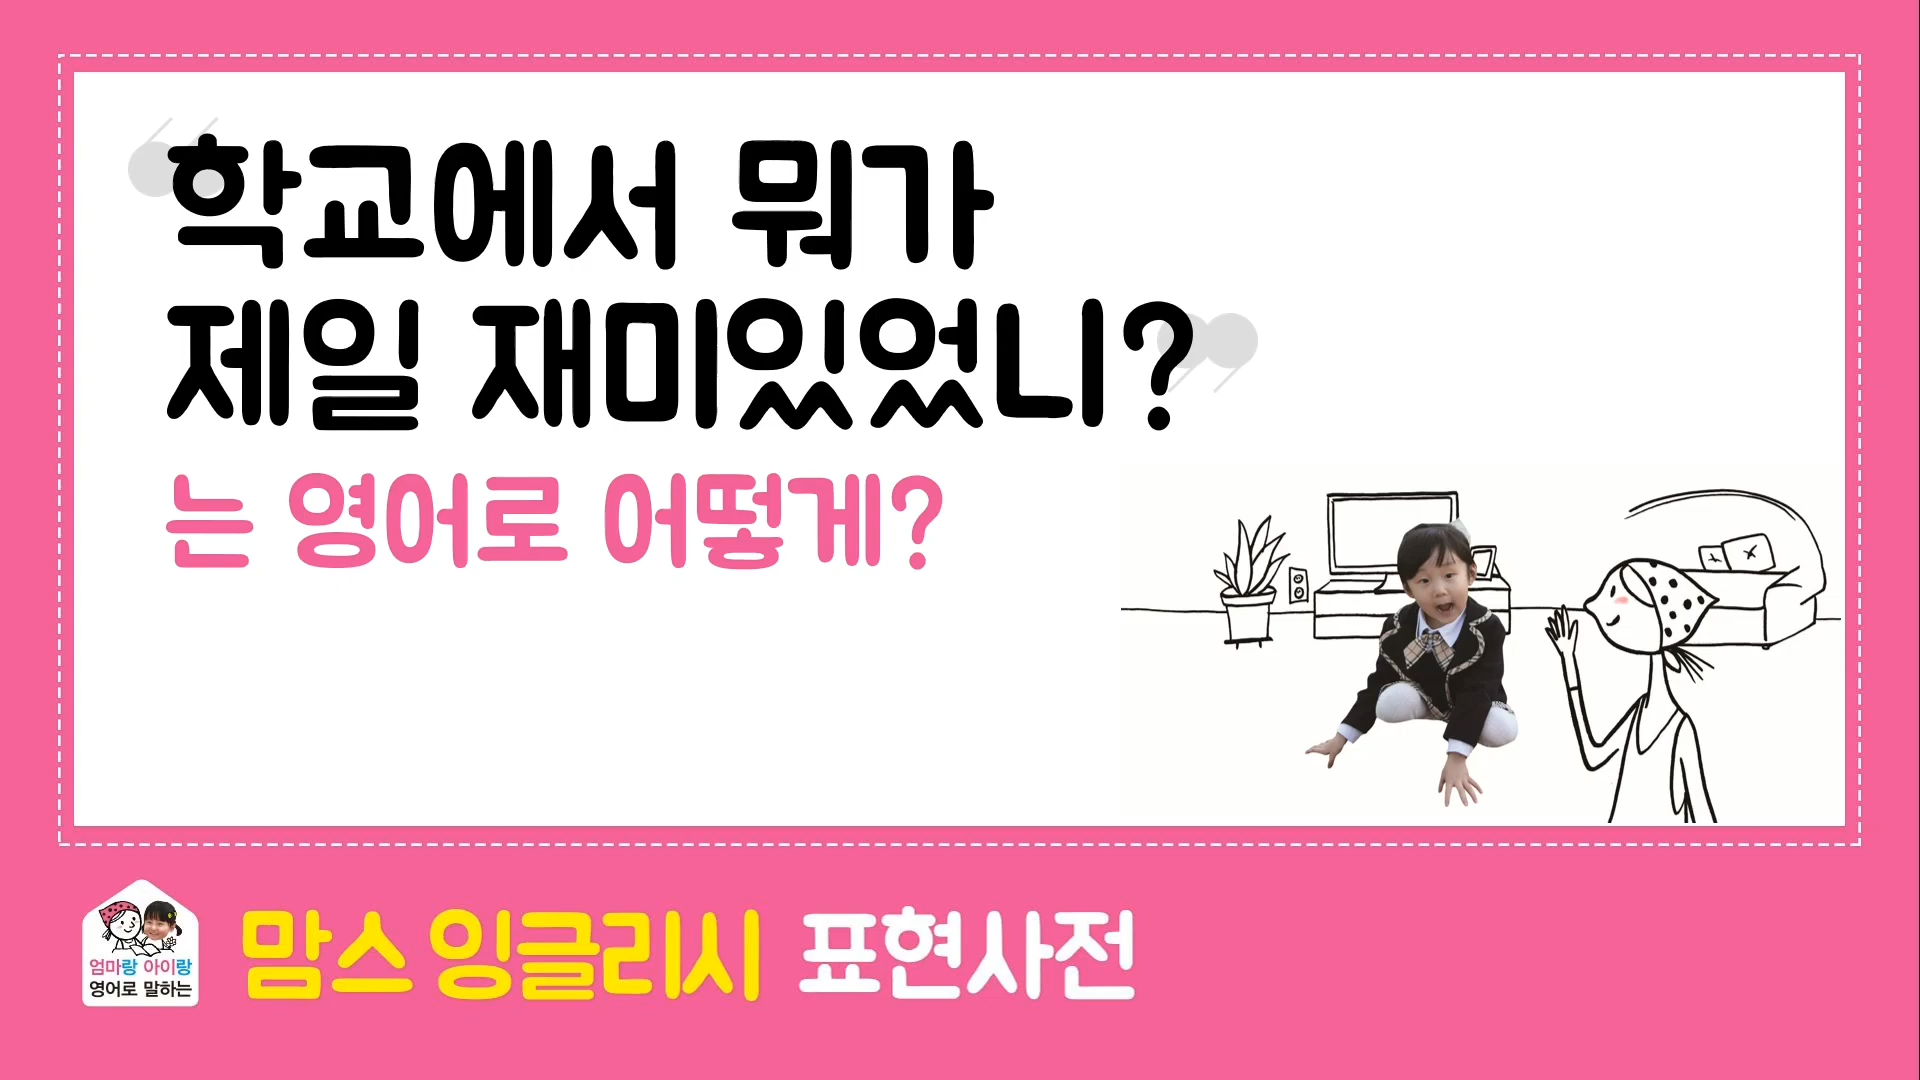 학교에서 뭐가
제일 재미있었니?
는 영어로 어떻게?
엄마랑 아이랑
영어로 말하는
맘스 잉글리시 표현사전